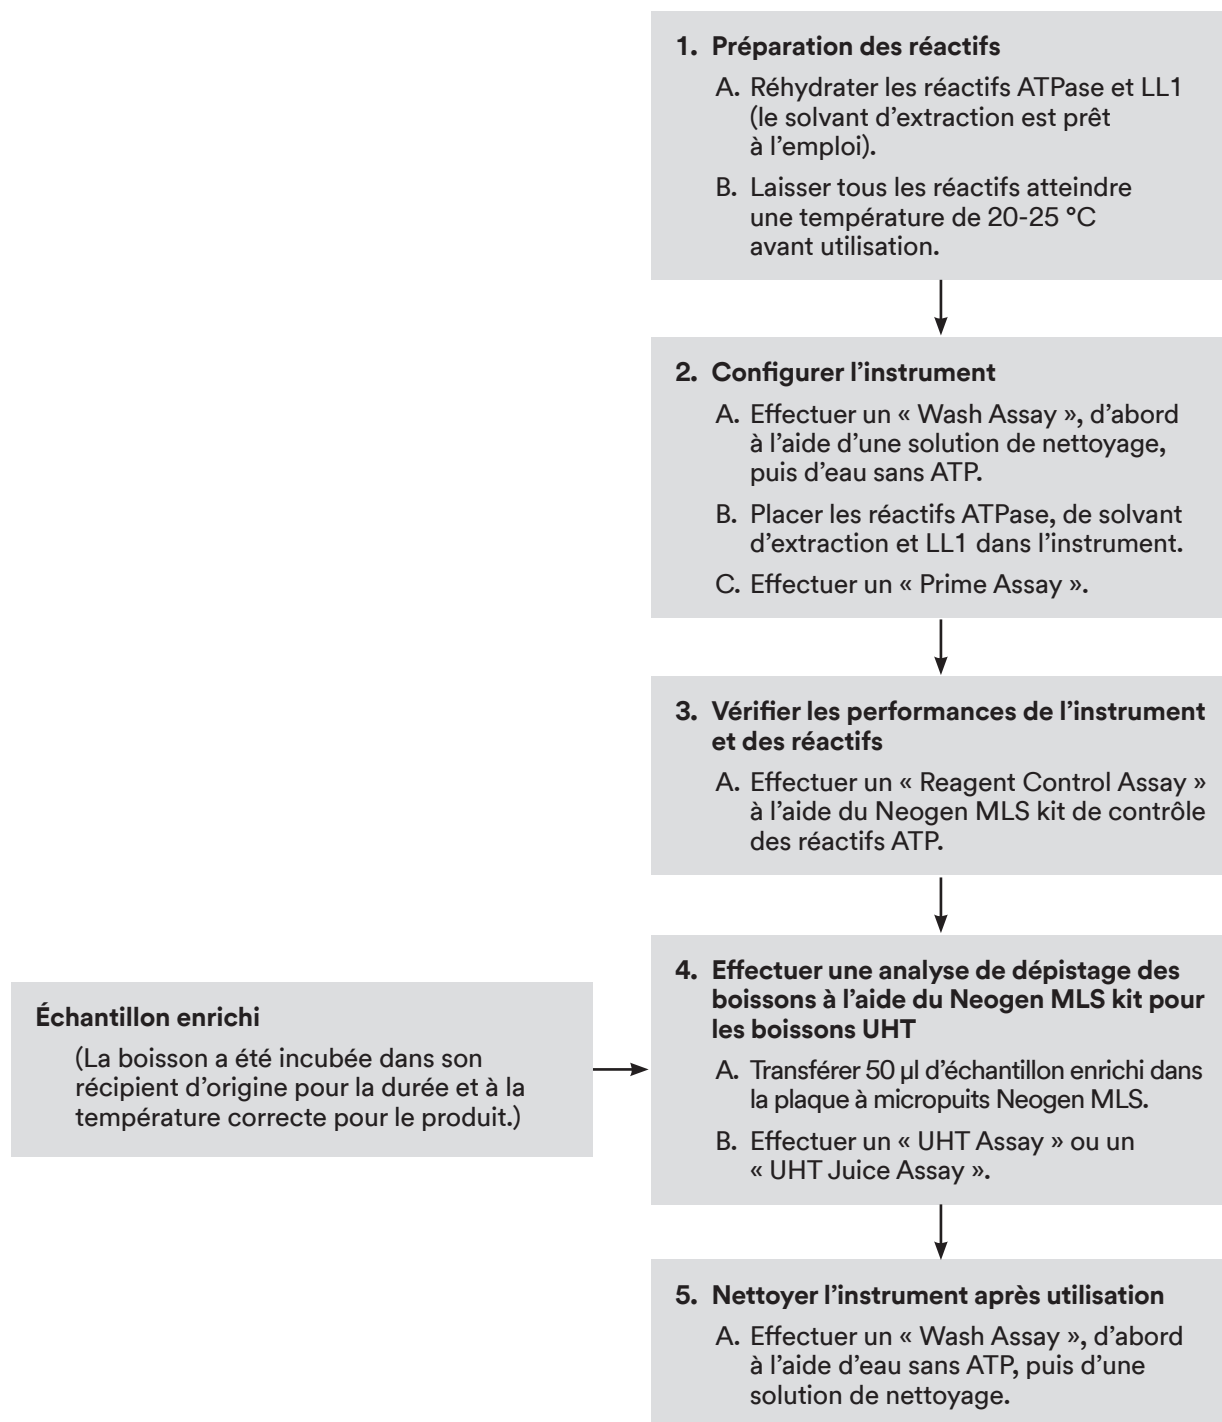 1. Préparation des réactifs
A. Réhydrater les réactifs ATPase et LL1
(le solvant d’extraction est prêt
à l’emploi).
B. Laisser tous les réactifs atteindre
une température de 20-25 °C
avant utilisation.
2. Configurer l’instrument
A. Effectuer un « Wash Assay », d’abord
à l’aide d’une solution de nettoyage,
puis d’eau sans ATP.
B. Placer les réactifs ATPase, de solvant
d’extraction et LL1 dans l’instrument.
C. Effectuer un « Prime Assay ».
3. Vérifier les performances de l’instrument
et des réactifs
A. Effectuer un « Reagent Control Assay »
à l’aide du Neogen MLS kit de contrôle
des réactifs ATP.
Échantillon enrichi
(La boisson a été incubée dans son
récipient d’origine pour la durée et à la
température correcte pour le produit.)
4. Effectuer une analyse de dépistage des
boissons à l’aide du Neogen MLS kit pour
les boissons UHT
A. Transférer 50 µl d’échantillon enrichi dans
la plaque à micropuits Neogen MLS.
B. Effectuer un « UHT Assay » ou un
« UHT Juice Assay ».
5. Nettoyer l’instrument après utilisation
A. Effectuer un « Wash Assay », d’abord
à l’aide d’eau sans ATP, puis d’une
solution de nettoyage.